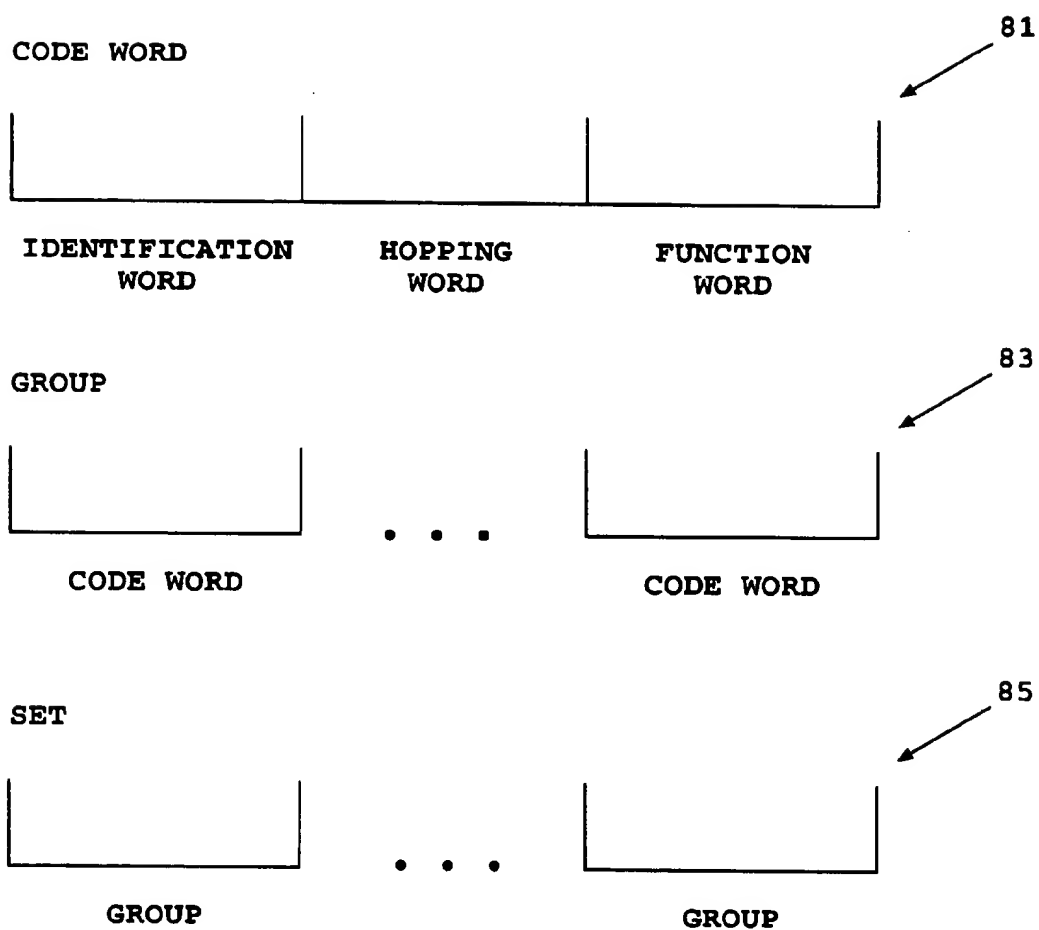 81
CODE WORD
IDENTIFICATION WORD
HOPPING WORD
FUNCTION WORD
83
GROUP
• • •
CODE WORD
CODE WORD
85
SET
• • •
GROUP
GROUP